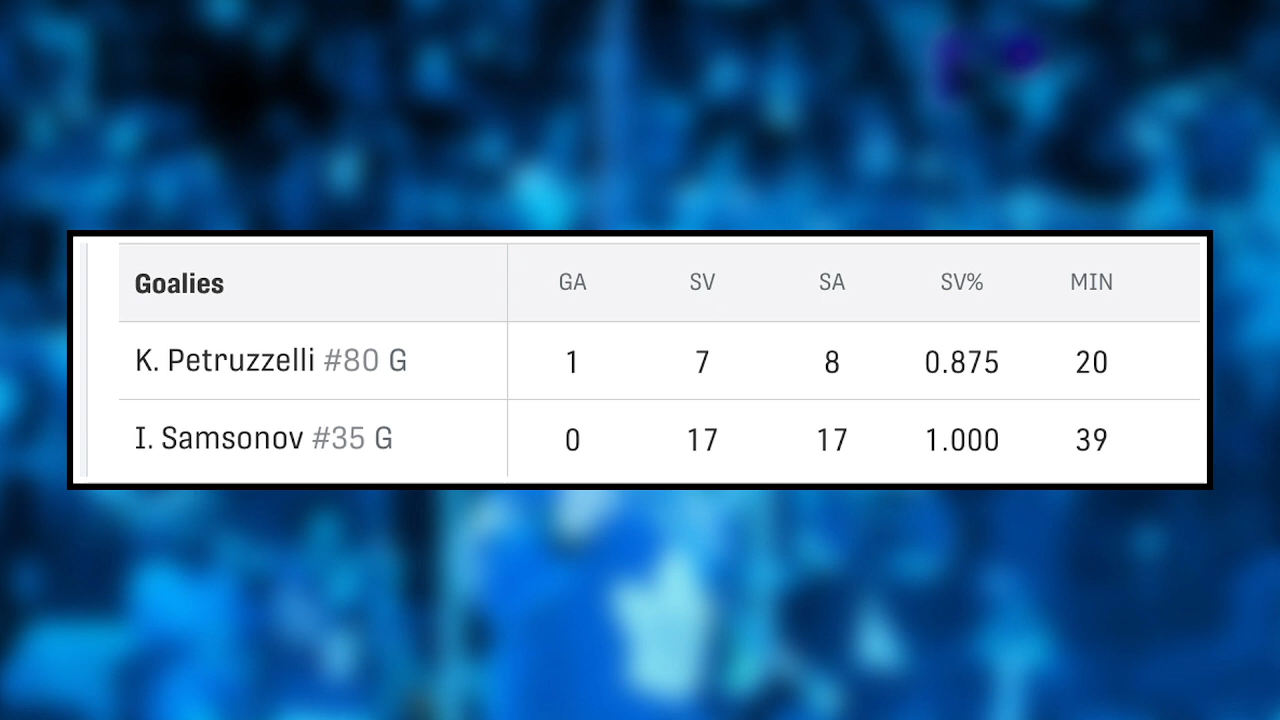 Goalies GA SV SA SV% MIN
K. Petruzzelli #80 G 1 7 8 0.875 20
I. Samsonov #35 G 0 17 17 1.000 39